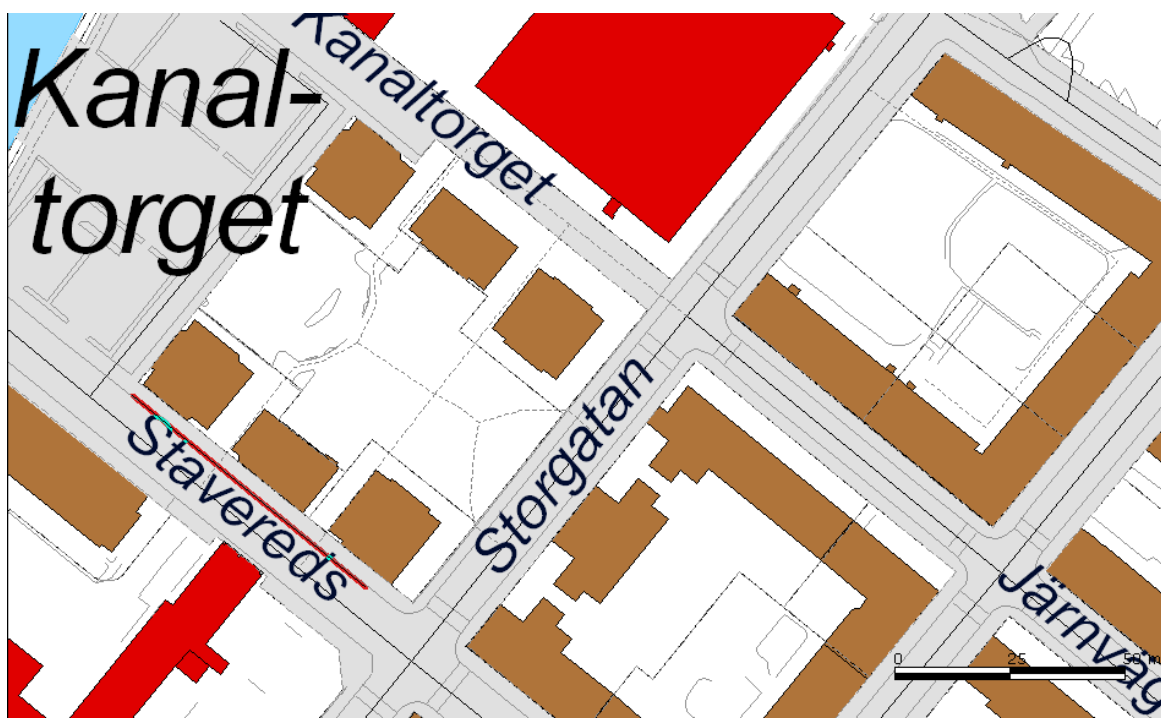 Kanal-
torget
Kanaltorget
Storgatan
Stavereds
Järnväg
0 25 50 m